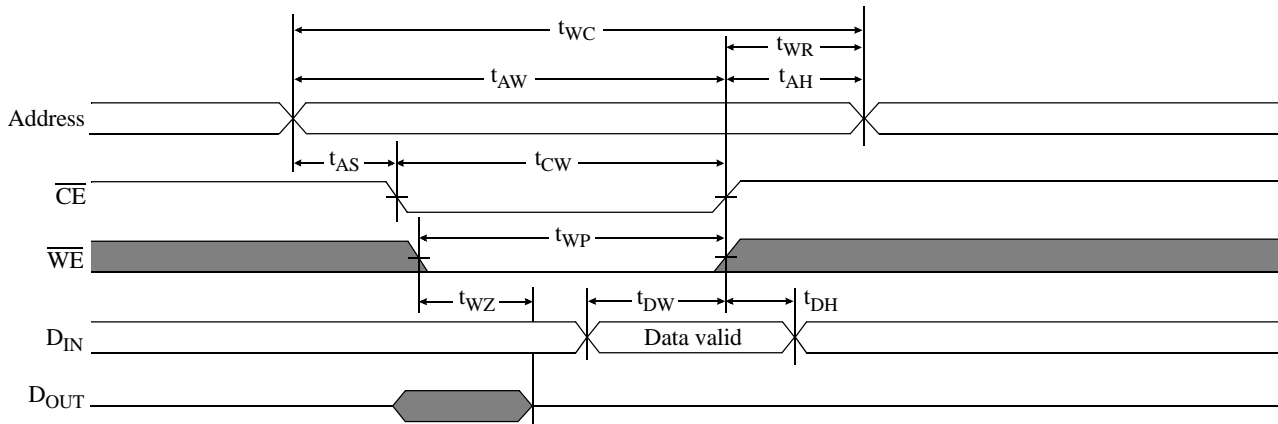 tWC
tWR
tAW
tAH
Address
tAS
tCW
CE
tWP
WE
tWZ
tDW
tDH
DIN
Data valid
DOUT